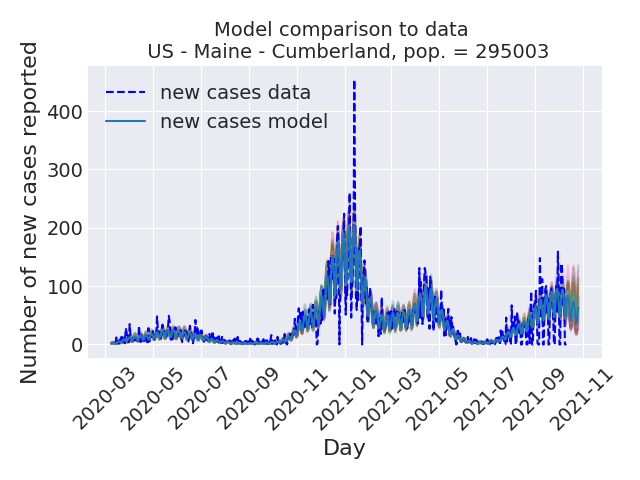 Model comparison to data
US - Maine - Cumberland, pop. = 295003
Number of new cases reported
new cases data
new cases model
400
300
200
100
0
2020-03
2020-05
2020-07
2020-09
2020-11
2021-01
2021-03
2021-05
2021-07
2021-09
2021-11
Day